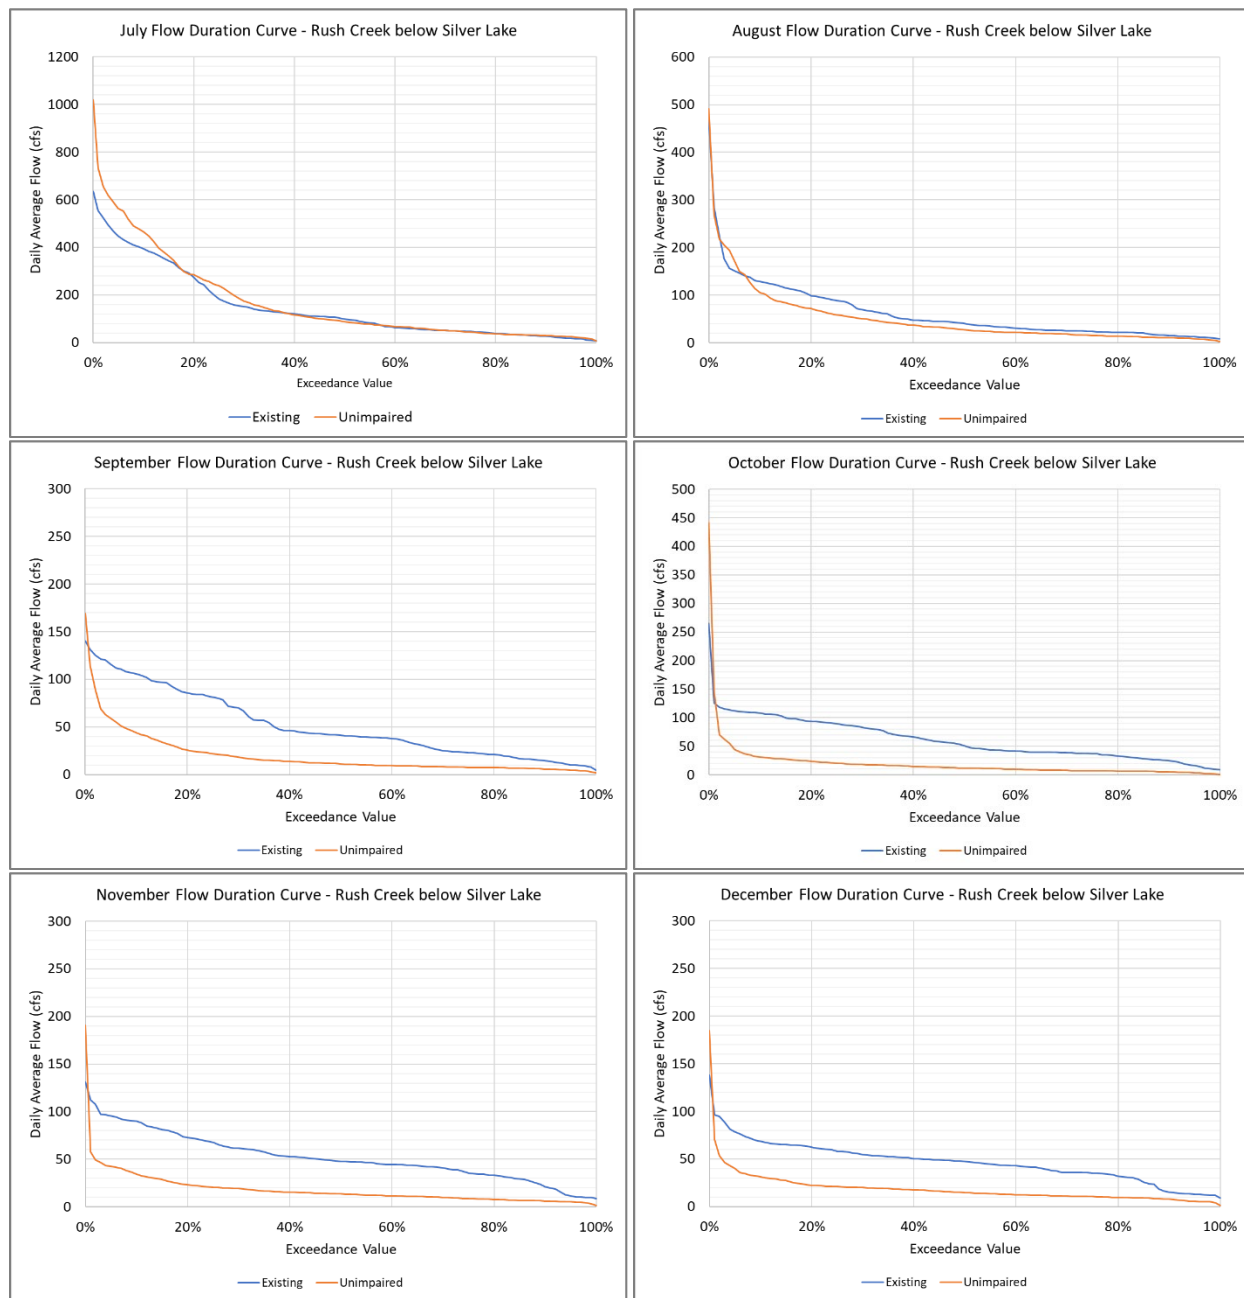 July Flow Duration Curve - Rush Creek below Silver Lake
1200
1000
800
600
400
200
0
Daily Average Flow (cfs)
0% 20% 40% 60% 80% 100%
Exceedance Value
Existing Unimpaired
August Flow Duration Curve - Rush Creek below Silver Lake
600
500
400
300
200
100
0
Daily Average Flow (cfs)
0% 20% 40% 60% 80% 100%
Exceedance Value
Existing Unimpaired
September Flow Duration Curve - Rush Creek below Silver Lake
300
250
200
150
100
50
0
Daily Average Flow (cfs)
0% 20% 40% 60% 80% 100%
Exceedance Value
Existing Unimpaired
October Flow Duration Curve - Rush Creek below Silver Lake
500
450
400
350
300
250
200
150
100
50
0
Daily Average Flow (cfs)
0% 20% 40% 60% 80% 100%
Exceedance Value
Existing Unimpaired
November Flow Duration Curve - Rush Creek below Silver Lake
300
250
200
150
100
50
0
Daily Average Flow (cfs)
0% 20% 40% 60% 80% 100%
Exceedance Value
Existing Unimpaired
December Flow Duration Curve - Rush Creek below Silver Lake
300
250
200
150
100
50
0
Daily Average Flow (cfs)
0% 20% 40% 60% 80% 100%
Exceedance Value
Existing Unimpaired